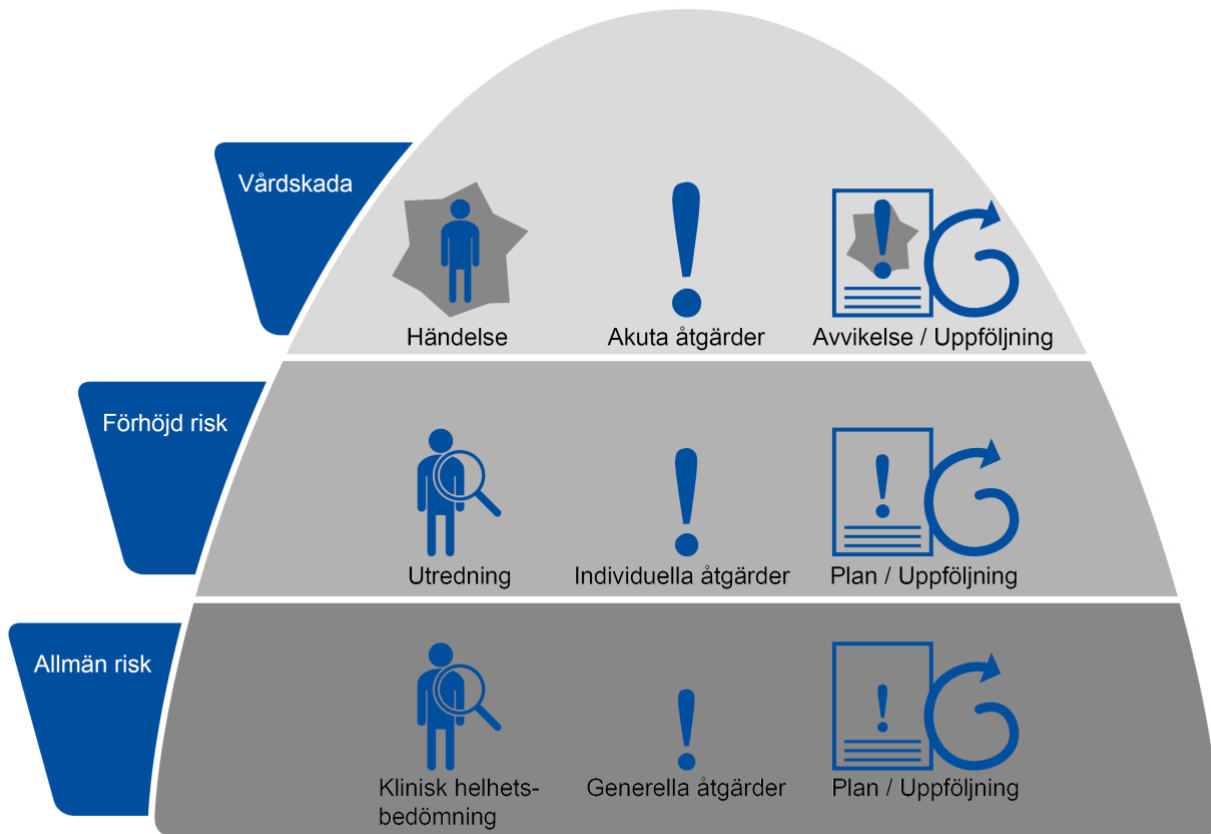 Vårdskada
Händelse
Akuta åtgärder
Avvikelse / Uppföljning
Förhöjd risk
Utredning
Individuella åtgärder
Plan / Uppföljning
Allmän risk
Klinisk helhets-
bedömning
Generella åtgärder
Plan / Uppföljning